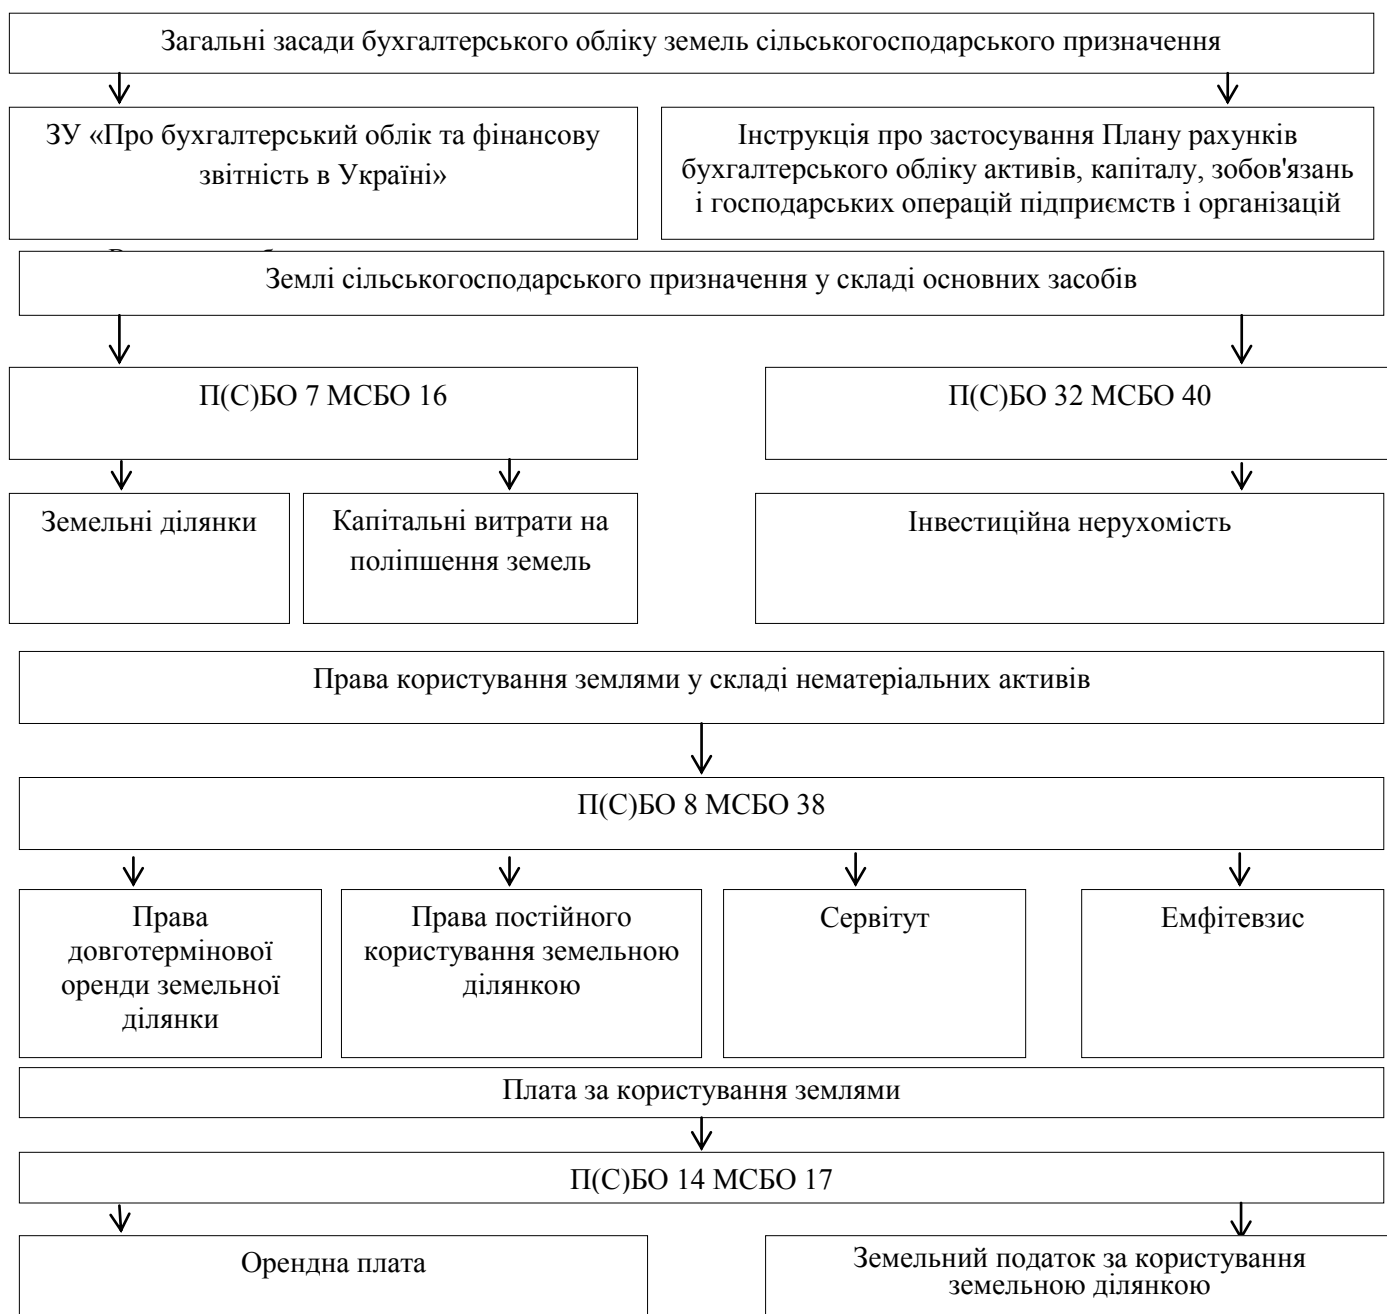 Загальні засади бухгалтерського обліку земель сільськогосподарського призначення
ЗУ «Про бухгалтерський облік та фінансову
звітність в Україні»
Інструкція про застосування Плану рахунків
бухгалтерського обліку активів, капіталу, зобов'язань
і господарських операцій підприємств і організацій
Землі сільськогосподарського призначення у складі основних засобів
П(С)БО 7 МСБО 16
П(С)БО 32 МСБО 40
Земельні ділянки
Капітальні витрати на
поліпшення земель
Інвестиційна нерухомість
Права користування землями у складі нематеріальних активів
П(С)БО 8 МСБО 38
Права
довготермінової
оренди земельної
ділянки
Права постійного
користування земельною
ділянкою
Сервітут
Емфітевзис
Плата за користування землями
П(С)БО 14 МСБО 17
Орендна плата
Земельний податок за користування
земельною ділянкою